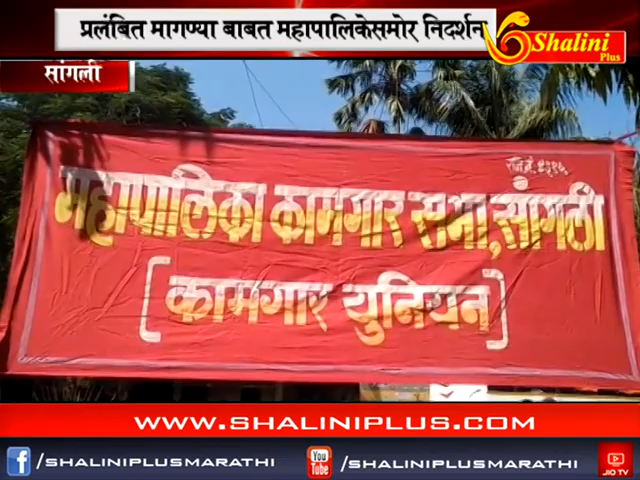 प्रलंबित मागण्या बाबत महापालिकेसमोर निदर्शन
Shalini
Plus
सांगली
महापालिका कामगार सभा, सांगली
[कामगार युनियन]
WWW.SHALINIPLUS.COM
/SHALINIPLUSMARATHI
You Tube
/SHALINIPLUSMARATHI
JIO TV